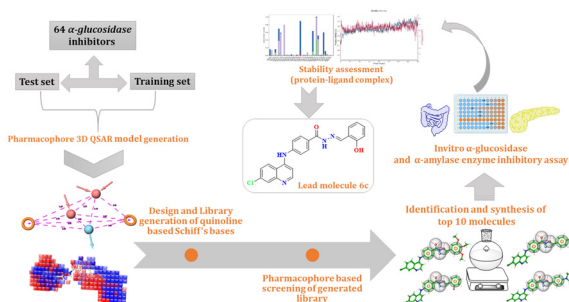 64 α-glucosidase
inhibitors
Test set
Training set
Pharmacophore 3D QSAR model generation
Design and Library
generation of quinoline
based Schiff's bases
Pharmacophore based
screening of generated
library
Identification and synthesis of
top 10 molecules
Invitro α-glucosidase
and α-amylase enzyme inhibitory assay
Stability assessment
(protein-ligand complex)
O
N
N
H
OH
NH
Cl
N
Lead molecule 6c